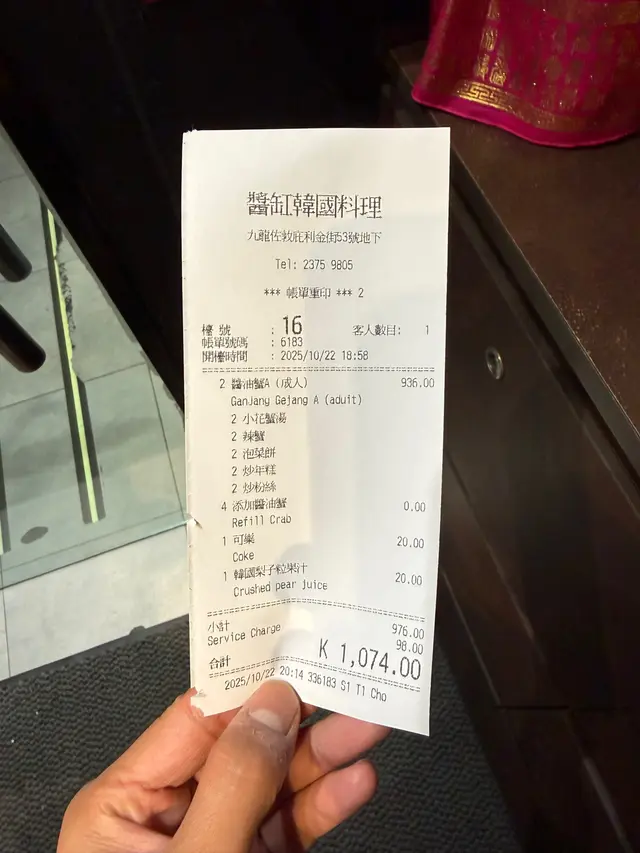 醬缸韓國料理
九龍佐敦庇利金街53號地下
Tel: 2375 9805
*** 帳單重印 *** 2
檯 號 : 16 客人數目: 1
帳單號碼 : 6183
開檯時間 : 2025/10/22 18:58
2 醬油蟹A (成人) 936.00
GanJang Gejang A (aduit)
2 小花蟹湯
2 辣蟹
2 泡菜餅
2 炒年糕
2 炒粉絲
4 添加醬油蟹 0.00
Refill Crab
1 可樂 20.00
Coke
1 韓國梨子粒果汁 20.00
Crushed pear juice
小計 976.00
Service Charge 98.00
合計 K 1,074.00
2025/10/22 20:14 336183 S1 T1 Cho